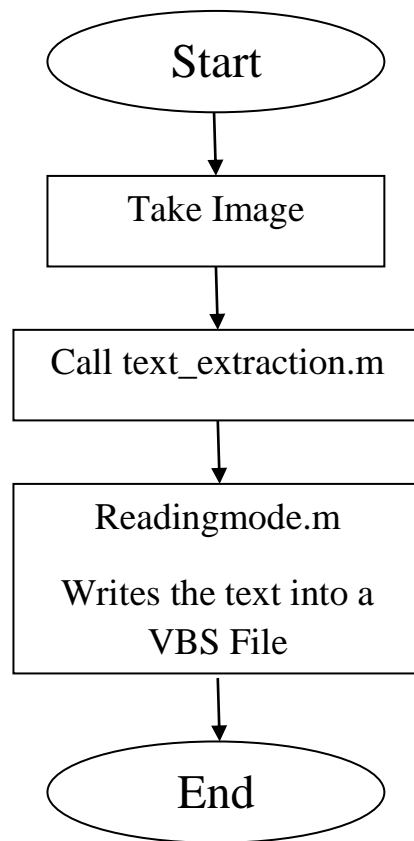 Start
Take Image
Call text_extraction.m
Readingmode.m
Writes the text into a
VBS File
End